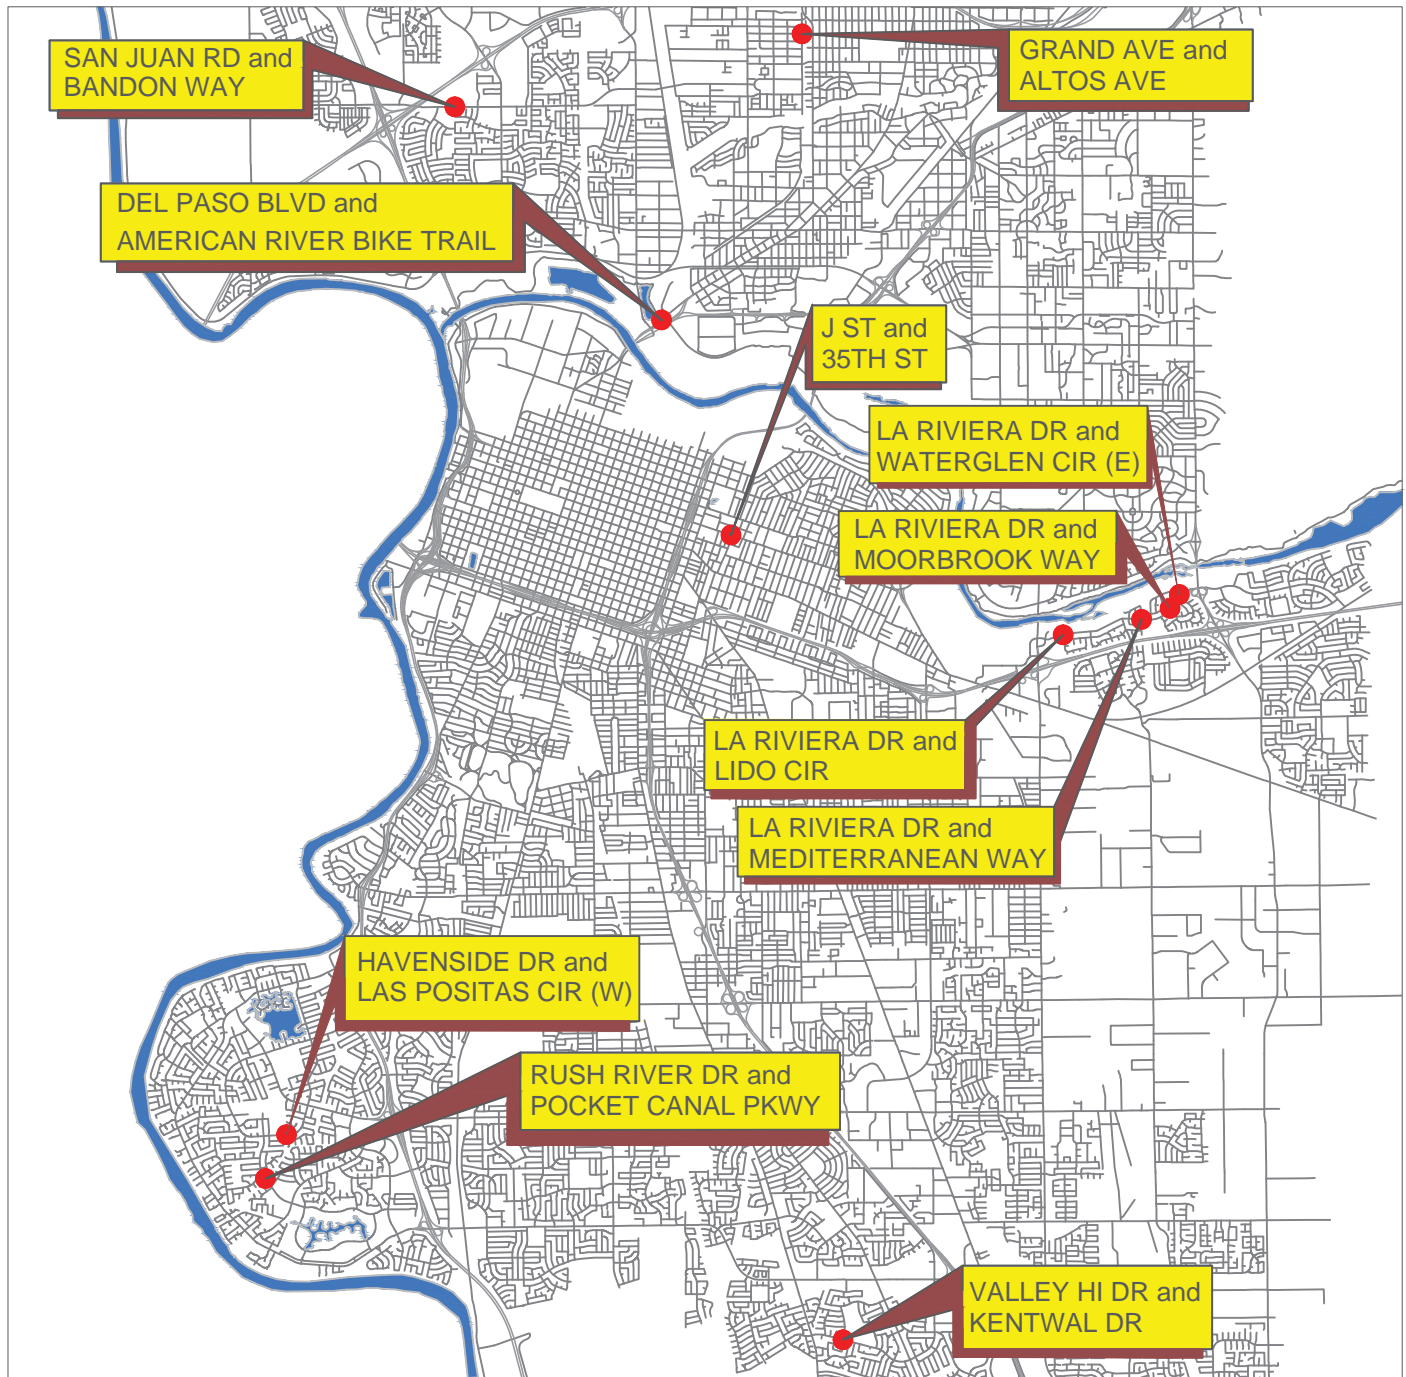 SAN JUAN RD and
BANDON WAY
GRAND AVE and
ALTOS AVE
DEL PASO BLVD and
AMERICAN RIVER BIKE TRAIL
J ST and
35TH ST
LA RIVIERA DR and
WATERGLEN CIR (E)
LA RIVIERA DR and
MOORBROOK WAY
LA RIVIERA DR and
LIDO CIR
LA RIVIERA DR and
MEDITERRANEAN WAY
HAVENSIDE DR and
LAS POSITAS CIR (W)
RUSH RIVER DR and
POCKET CANAL PKWY
VALLEY HI DR and
KENTWAL DR